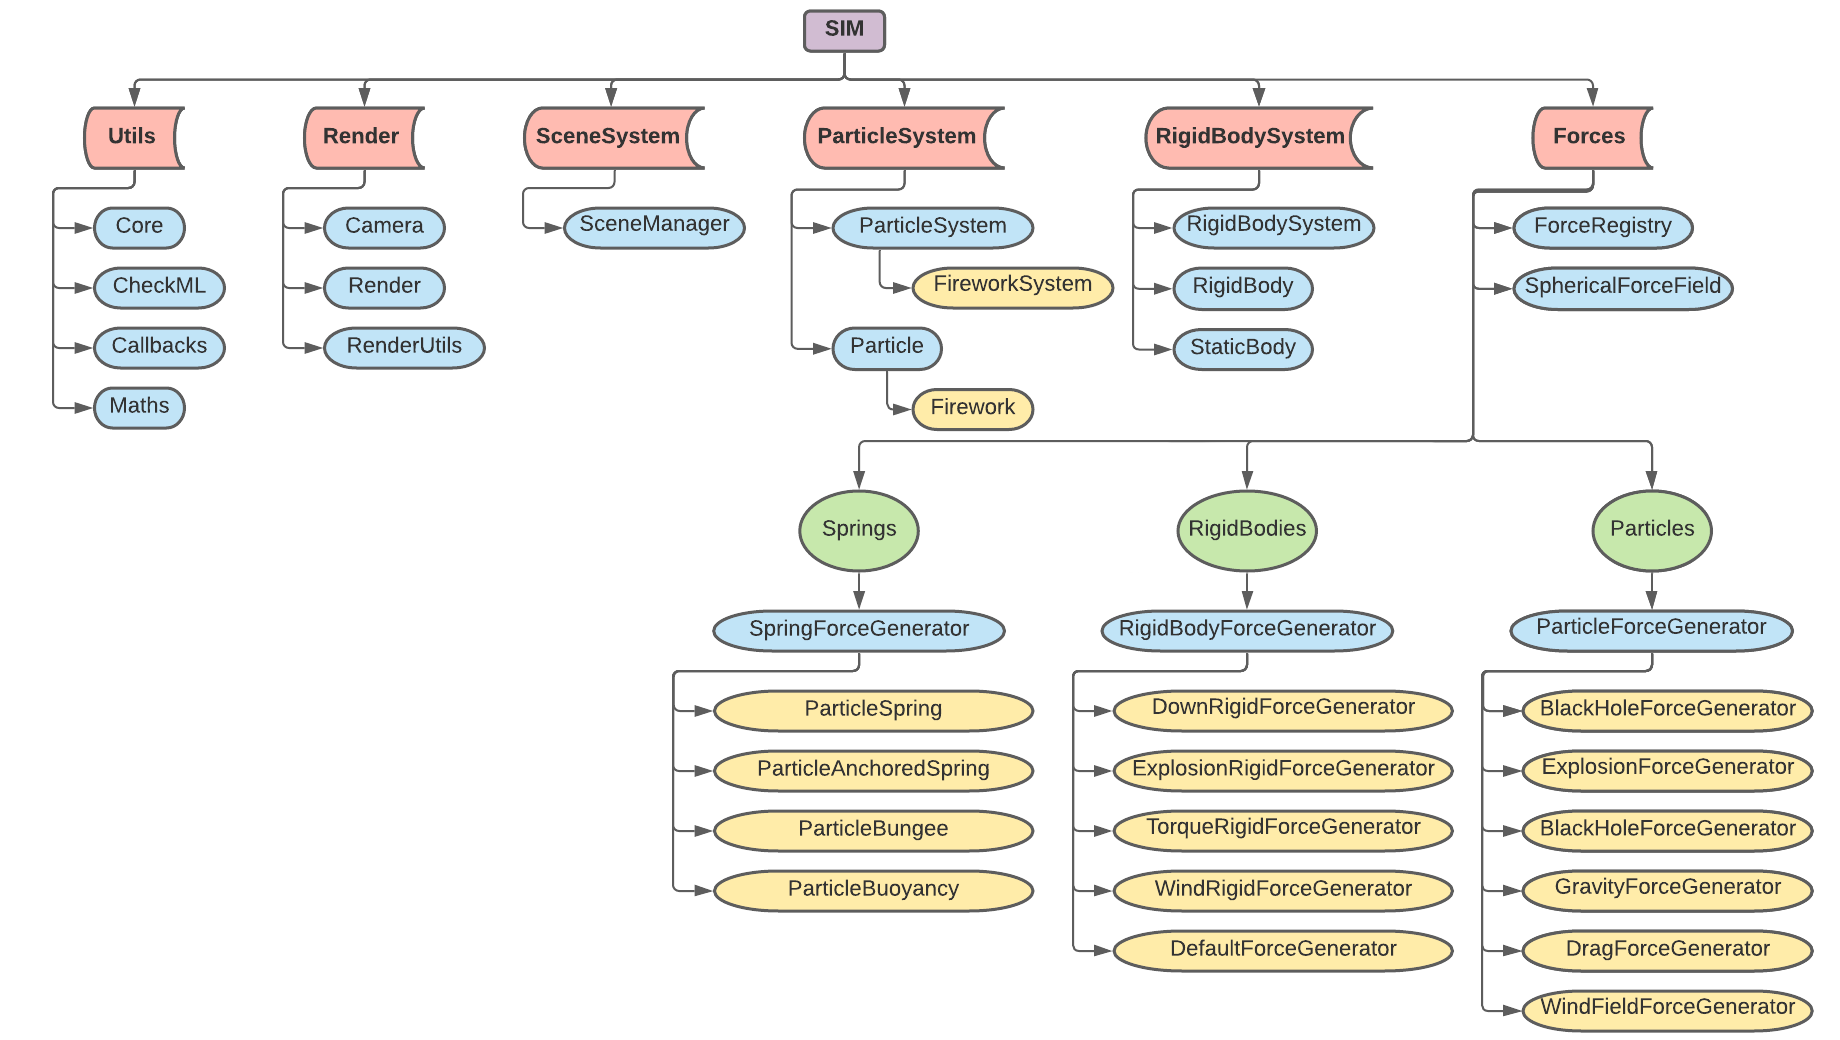 SIM
Utils
Render
SceneSystem
ParticleSystem
RigidBodySystem
Forces
Core
CheckML
Callbacks
Maths
Camera
Render
RenderUtils
SceneManager
ParticleSystem
FireworkSystem
Particle
Firework
RigidBodySystem
RigidBody
StaticBody
ForceRegistry
SphericalForceField
Springs
RigidBodies
Particles
SpringForceGenerator
ParticleSpring
ParticleAnchoredSpring
ParticleBungee
ParticleBuoyancy
RigidBodyForceGenerator
DownRigidForceGenerator
ExplosionRigidForceGenerator
TorqueRigidForceGenerator
WindRigidForceGenerator
DefaultForceGenerator
ParticleForceGenerator
BlackHoleForceGenerator
ExplosionForceGenerator
BlackHoleForceGenerator
GravityForceGenerator
DragForceGenerator
WindFieldForceGenerator